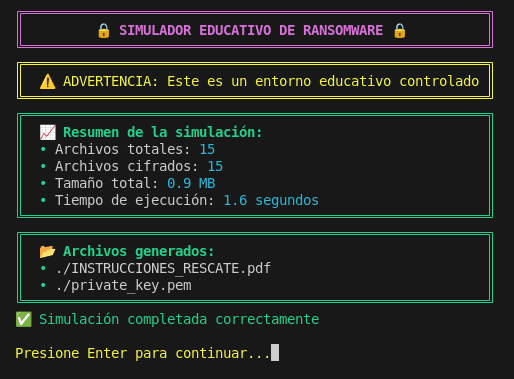 🔒 SIMULADOR EDUCATIVO DE RANSOMWARE 🔒
⚠️ ADVERTENCIA: Este es un entorno educativo controlado
📈 Resumen de la simulación:
• Archivos totales: 15
• Archivos cifrados: 15
• Tamaño total: 0.9 MB
• Tiempo de ejecución: 1.6 segundos
📂 Archivos generados:
• ./INSTRUCCIONES_RESCATE.pdf
• ./private_key.pem
✅ Simulación completada correctamente
Presione Enter para continuar...